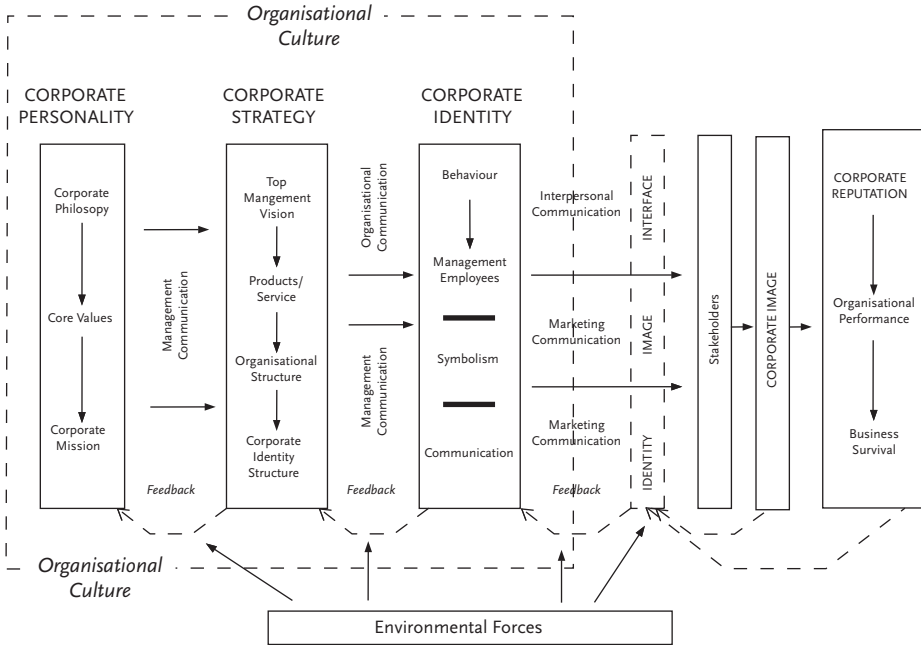 Organisational
Culture
CORPORATE
PERSONALITY
Corporate
Philosopy
Core Values
Corporate
Mission
Management
Communication
CORPORATE
STRATEGY
Top
Mangement
Vision
Products/
Service
Organisational
Structure
Corporate
Identity
Structure
Organisational
Communication
Management
Communication
CORPORATE
IDENTITY
Behaviour
Management
Employees
Symbolism
Communication
Interpersonal
Communication
Marketing
Communication
Marketing
Communication
IDENTITY IMAGE INTERFACE
Stakeholders
CORPORATE IMAGE
CORPORATE
REPUTATION
Organisational
Performance
Business
Survival
Feedback
Feedback
Feedback
Organisational
Culture
Environmental Forces